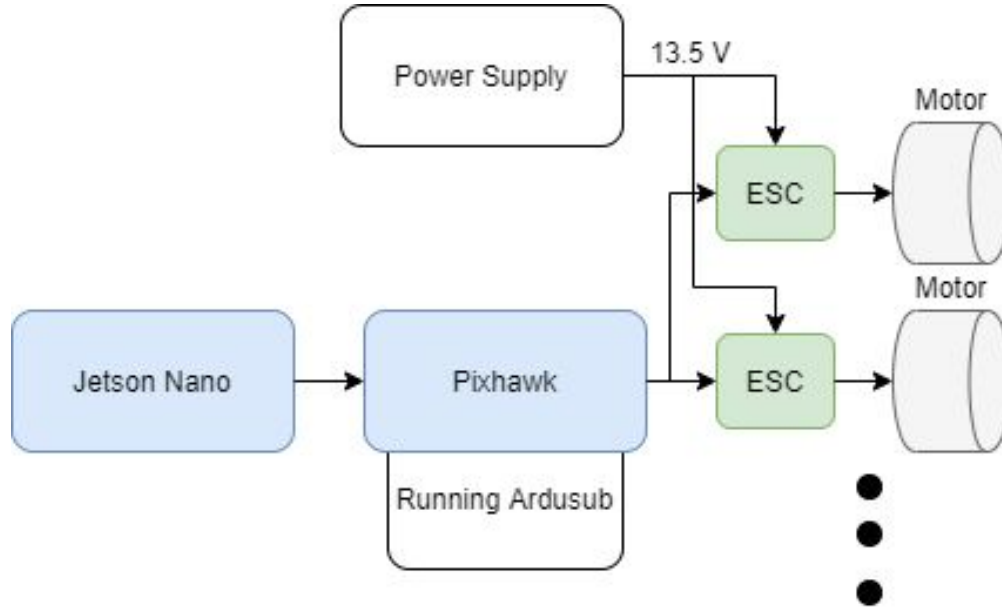 Power Supply
13.5 V
Motor
ESC
Motor
Jetson Nano
Pixhawk
ESC
Running Ardusub